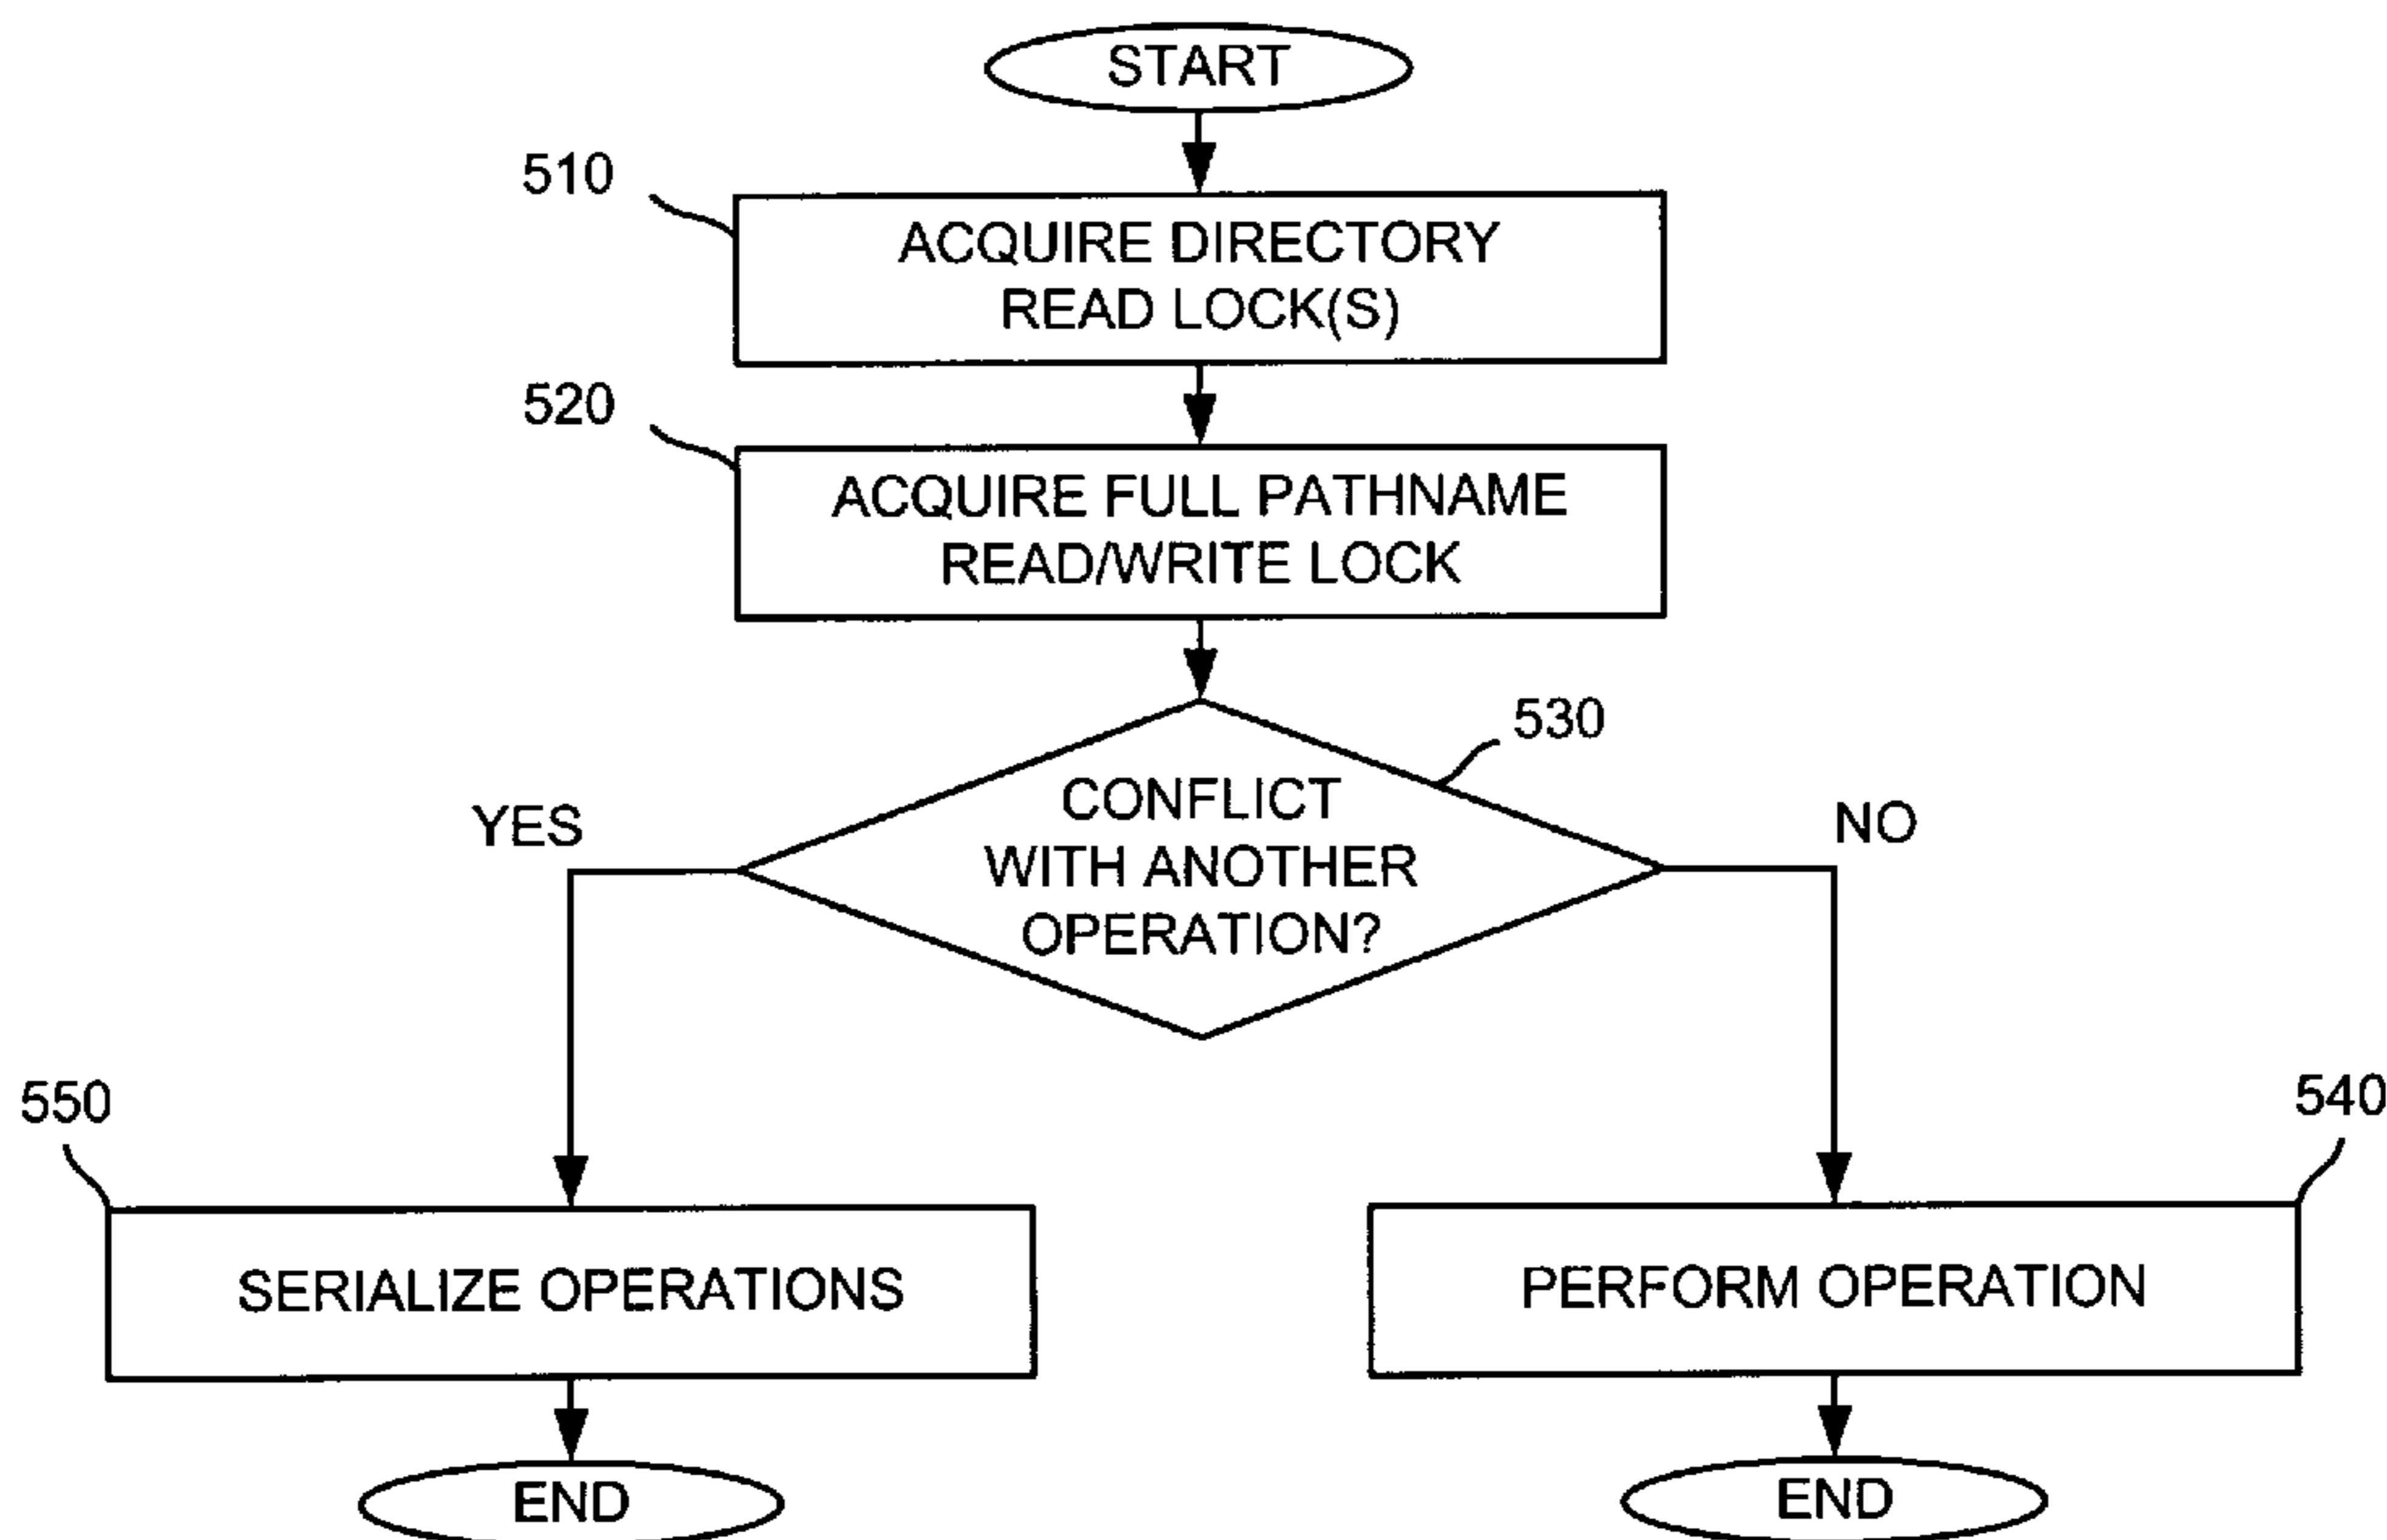 START
510
ACQUIRE DIRECTORY
READ LOCK(S)
520
ACQUIRE FULL PATHNAME
READ/WRITE LOCK
530
CONFLICT
WITH ANOTHER
OPERATION?
YES
NO
550
540
SERIALIZE OPERATIONS
PERFORM OPERATION
END
END